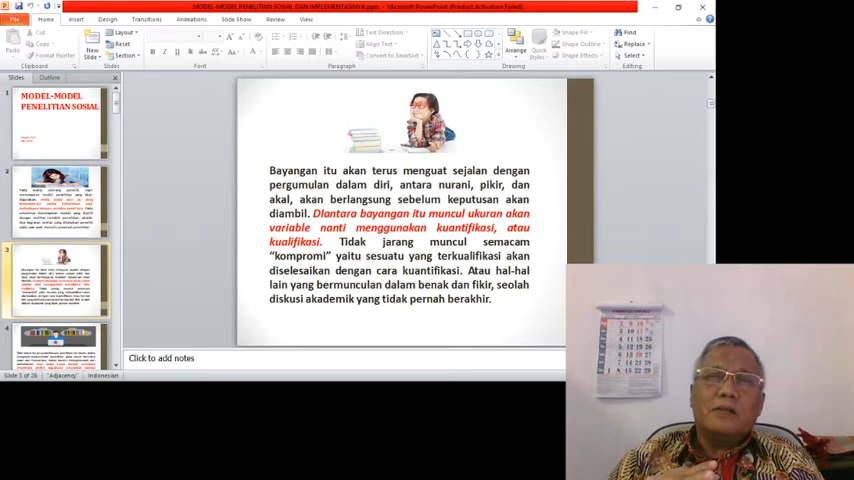 MODEL-MODEL PENELITIAN SOSIAL DAN IMPLEMENTASINYA.pptx - Microsoft PowerPoint (Product Activation Failed)
File Home Insert Design Transitions Animations Slide Show Review View
Paste
Cut
Copy
Format Painter
Clipboard
New
Slide
Layout
Reset
Section
Slides
Font
Paragraph
Text Direction
Align Text
Convert to SmartArt
Arrange
Quick
Styles
Shape Fill
Shape Outline
Shape Effects
Drawing
Find
Replace
Select
Editing
Slides Outline
1
MODEL-MODEL
PENELITIAN SOSIAL
2
3
4
Bayangan itu akan terus menguat sejalan dengan
pergumulan dalam diri, antara nurani, pikir, dan
akal, akan berlangsung sebelum keputusan akan
diambil. DIantara bayangan itu muncul ukuran akan
variable nanti menggunakan kuantifikasi, atau
kualifikasi. Tidak jarang muncul semacam
“kompromi” yaitu sesuatu yang terkualifikasi akan
diselesaikan dengan cara kuantifikasi. Atau hal-hal
lain yang bermunculan dalam benak dan fikir, seolah
diskusi akademik yang tidak pernah berakhir.
Click to add notes
Slide 3 of 26 "Adjacency" Indonesian